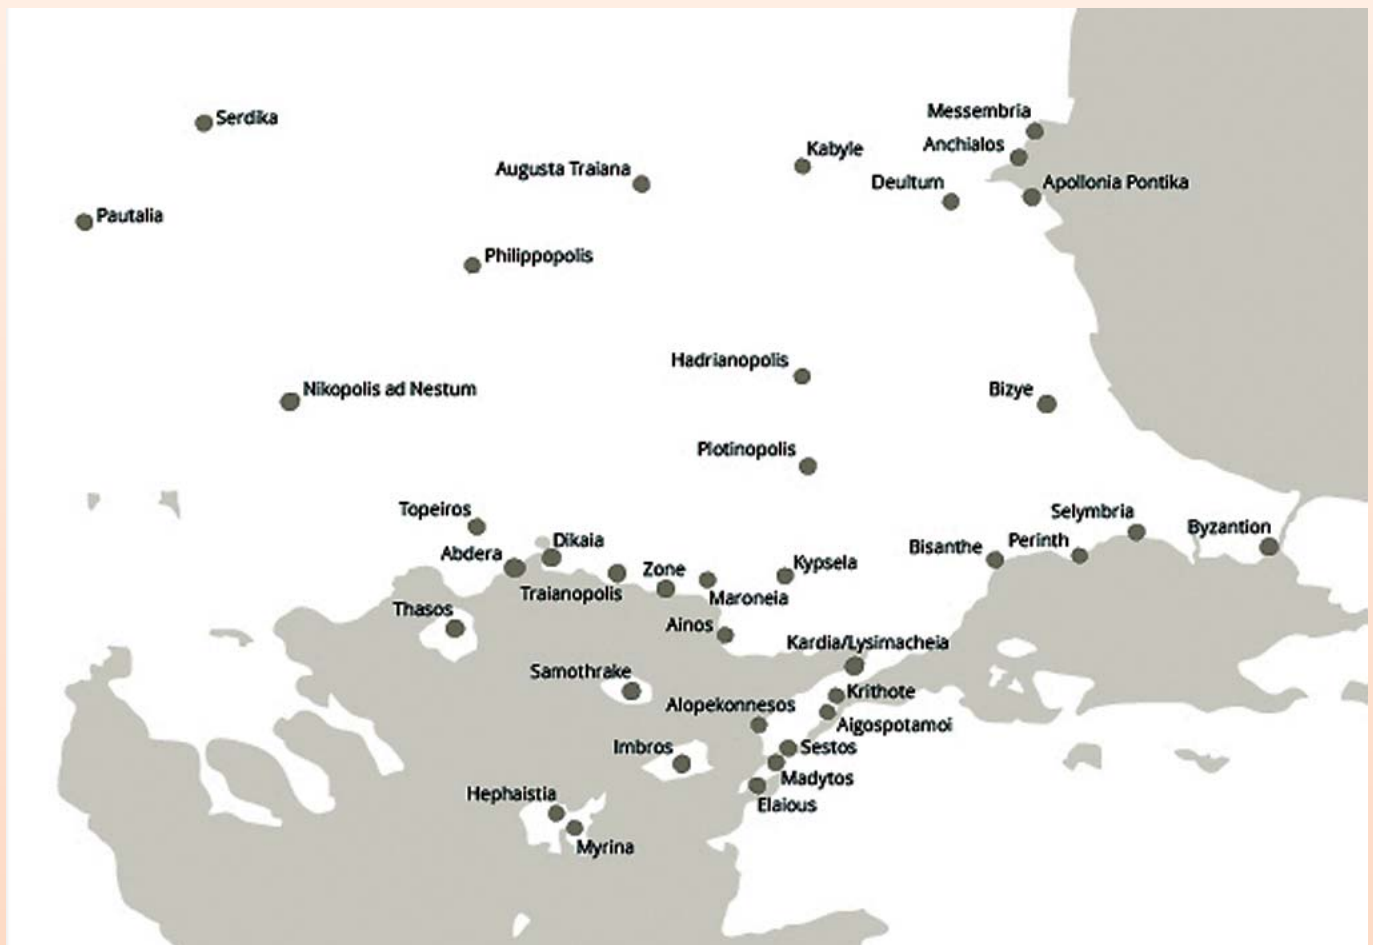 Messembria
Serdika
Anchialos
Kabyle
Augusta Traiana
Deultum
Apollonia Pontika
Pautalia
Philippopolis
Hadrianopolis
Nikopolis ad Nestum
Bizye
Plotinopolis
Topeiros
Selymbria
Byzantion
Dikaia
Perinth
Bisanthe
Abdera
Kypsela
Zone
Traianopolis
Maroneia
Thasos
Ainos
Kardia/Lysimacheia
Samothrake
Krithote
Alopekonnesos
Aigospotamoi
Imbros
Sestos
Madytos
Hephaistia
Elaious
Myrina